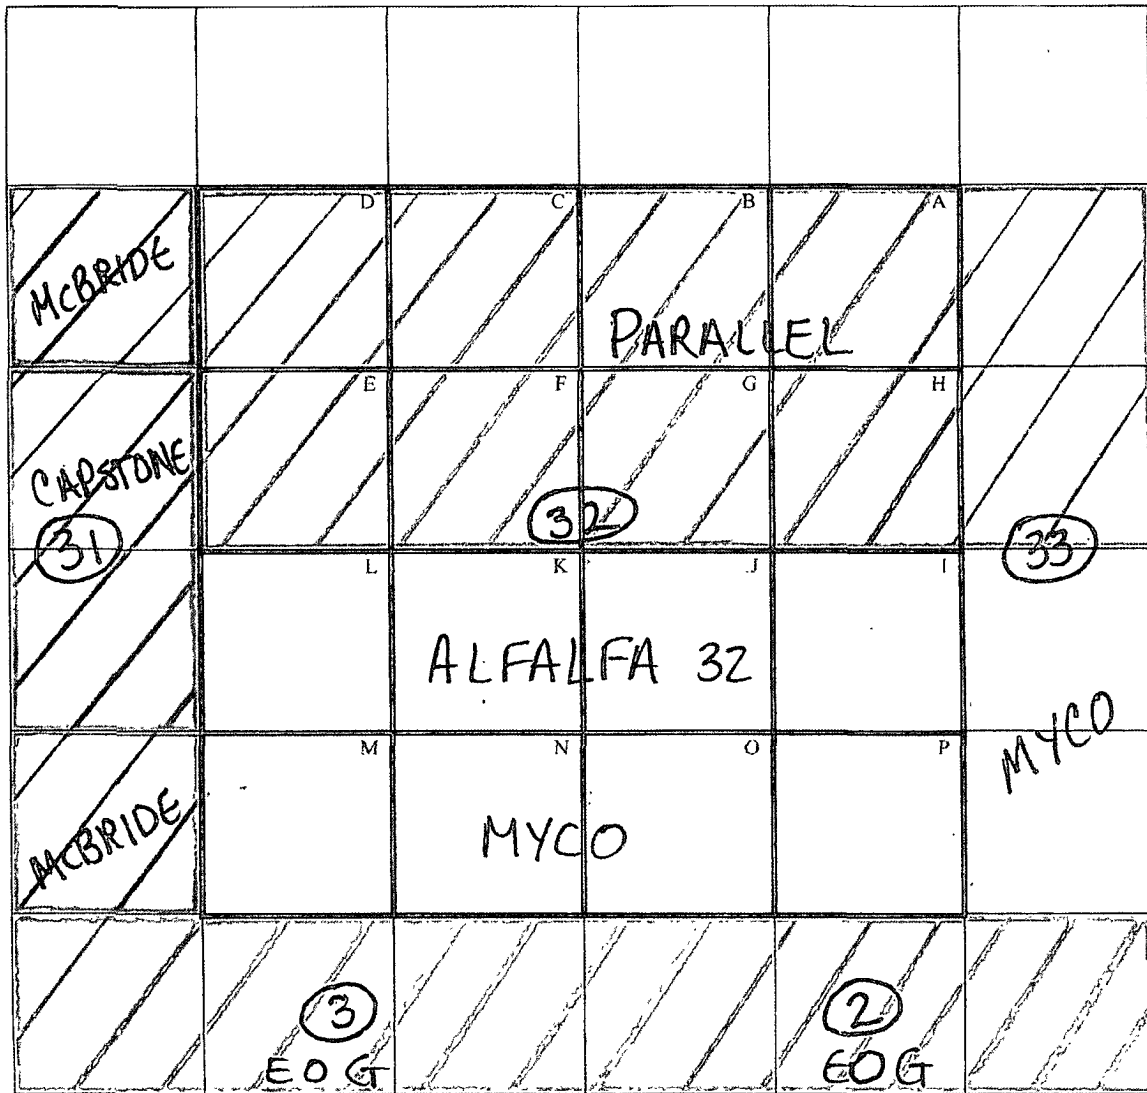 D C B A
McBRIDE
PARALLEL
E F G H
CAPSTONE
32
31
33
L K J I
ALFALFA 32
MYCO
M N O P
McBRIDE
MYCO
3 2
EOG EOG